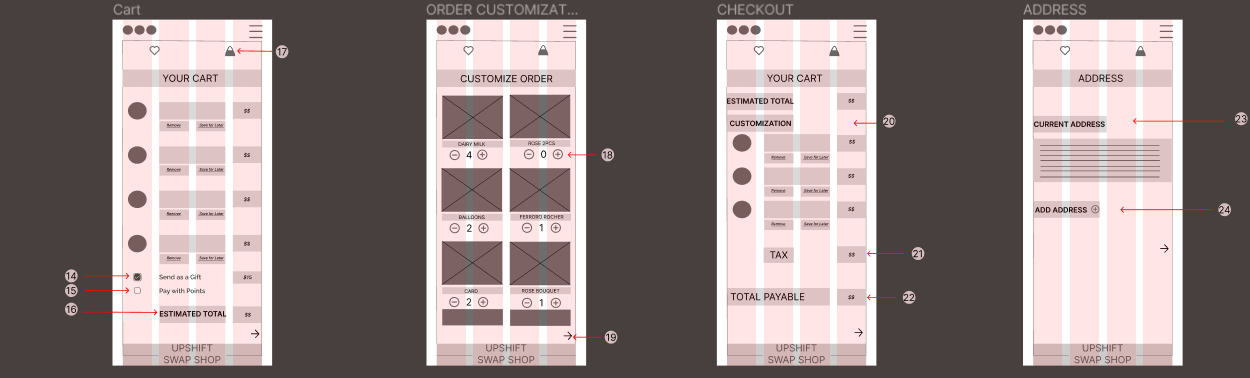 Cart
17
YOUR CART
$$
Remove Save for Later
$$
Remove Save for Later
$$
Remove Save for Later
$$
Remove Save for Later
14
Send as a Gift
$15
15
Pay with Points
16
ESTIMATED TOTAL
$$
UPSHIFT
SWAP SHOP
ORDER CUSTOMIZAT...
CUSTOMIZE ORDER
DAIRY MILK
ROSE 2PCS
4
0
18
BALLOONS
FERRORO ROCHER
2
1
CARD
ROSE BOUQUET
2
1
19
UPSHIFT
SWAP SHOP
CHECKOUT
YOUR CART
ESTIMATED TOTAL
$$
CUSTOMIZATION
20
$$
Remove Save for Later
$$
Remove Save for Later
$$
Remove Save for Later
TAX
$$
21
TOTAL PAYABLE
$$
22
UPSHIFT
SWAP SHOP
ADDRESS
ADDRESS
CURRENT ADDRESS
23
ADD ADDRESS
24
UPSHIFT
SWAP SHOP